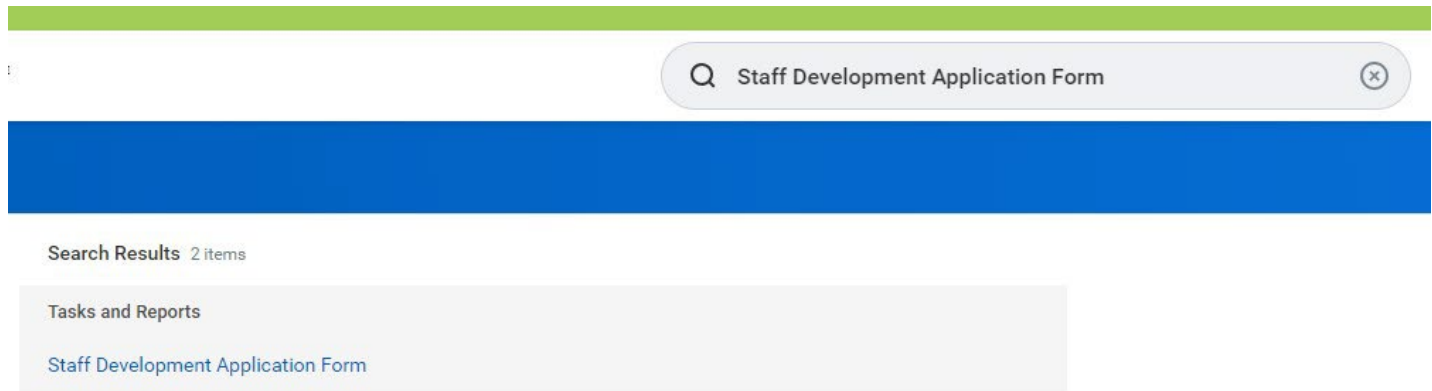 Staff Development Application Form
Search Results 2 items
Tasks and Reports
Staff Development Application Form